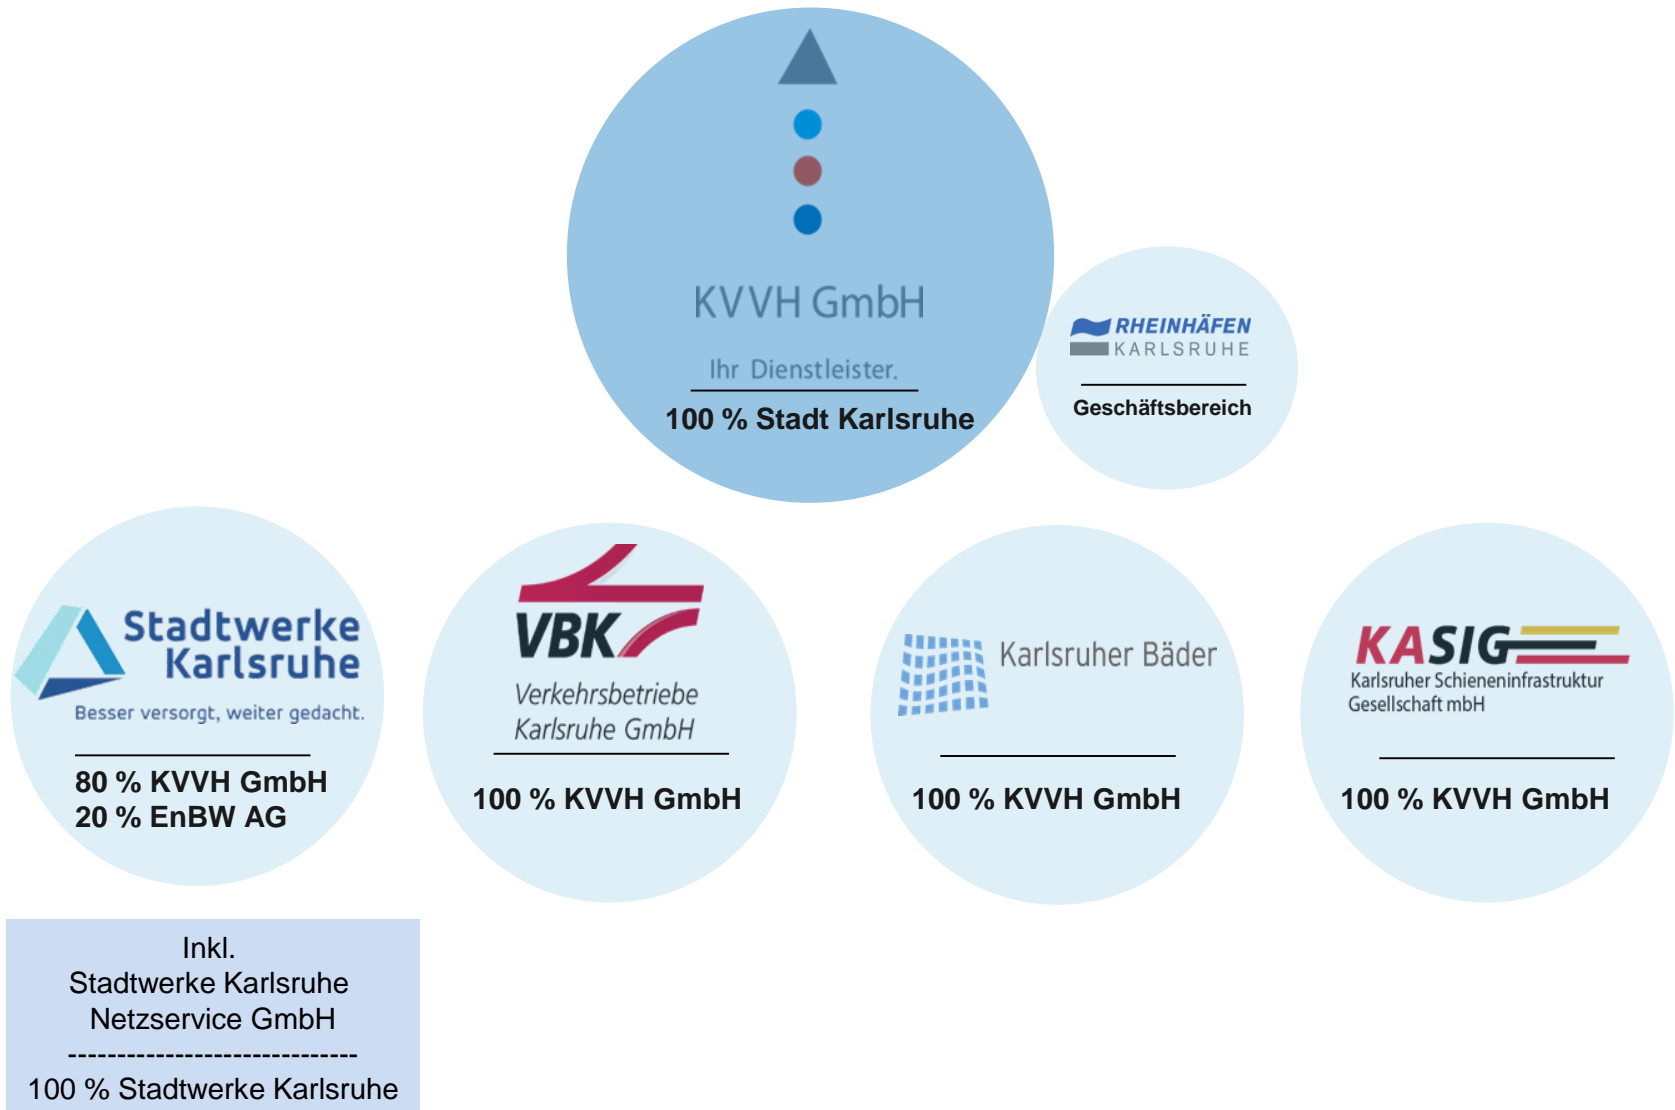 KVVH GmbH
Ihr Dienstleister.
100 % Stadt Karlsruhe
RHEINHÄFEN
KARLSRUHE
Geschäftsbereich
Stadtwerke
Karlsruhe
Besser versorgt, weiter gedacht.
80 % KVVH GmbH
20 % EnBW AG
VBK
Verkehrsbetriebe
Karlsruhe GmbH
100 % KVVH GmbH
Karlsruher Bäder
100 % KVVH GmbH
KASIG
Karlsruher Schieneninfrastruktur
Gesellschaft mbH
100 % KVVH GmbH
Inkl.
Stadtwerke Karlsruhe
Netzservice GmbH
-----------------------------
100 % Stadtwerke Karlsruhe